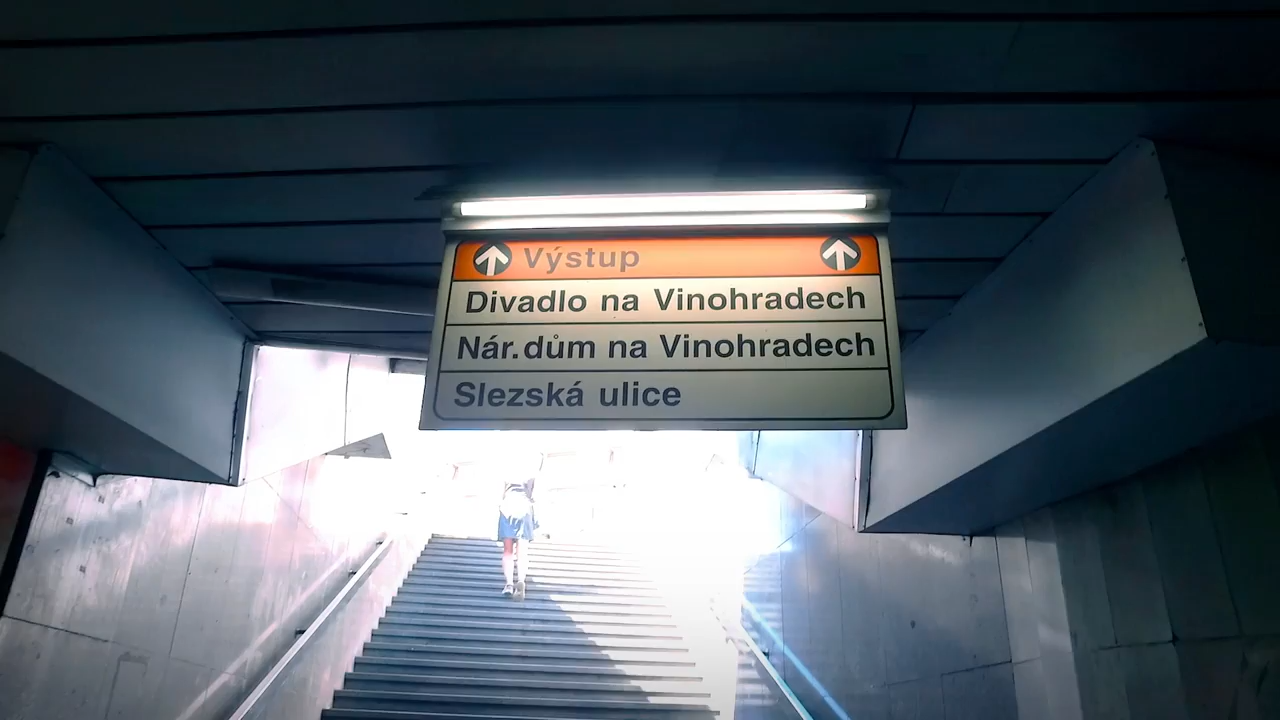 Výstup
Divadlo na Vinohradech
Nár.dům na Vinohradech
Slezská ulice